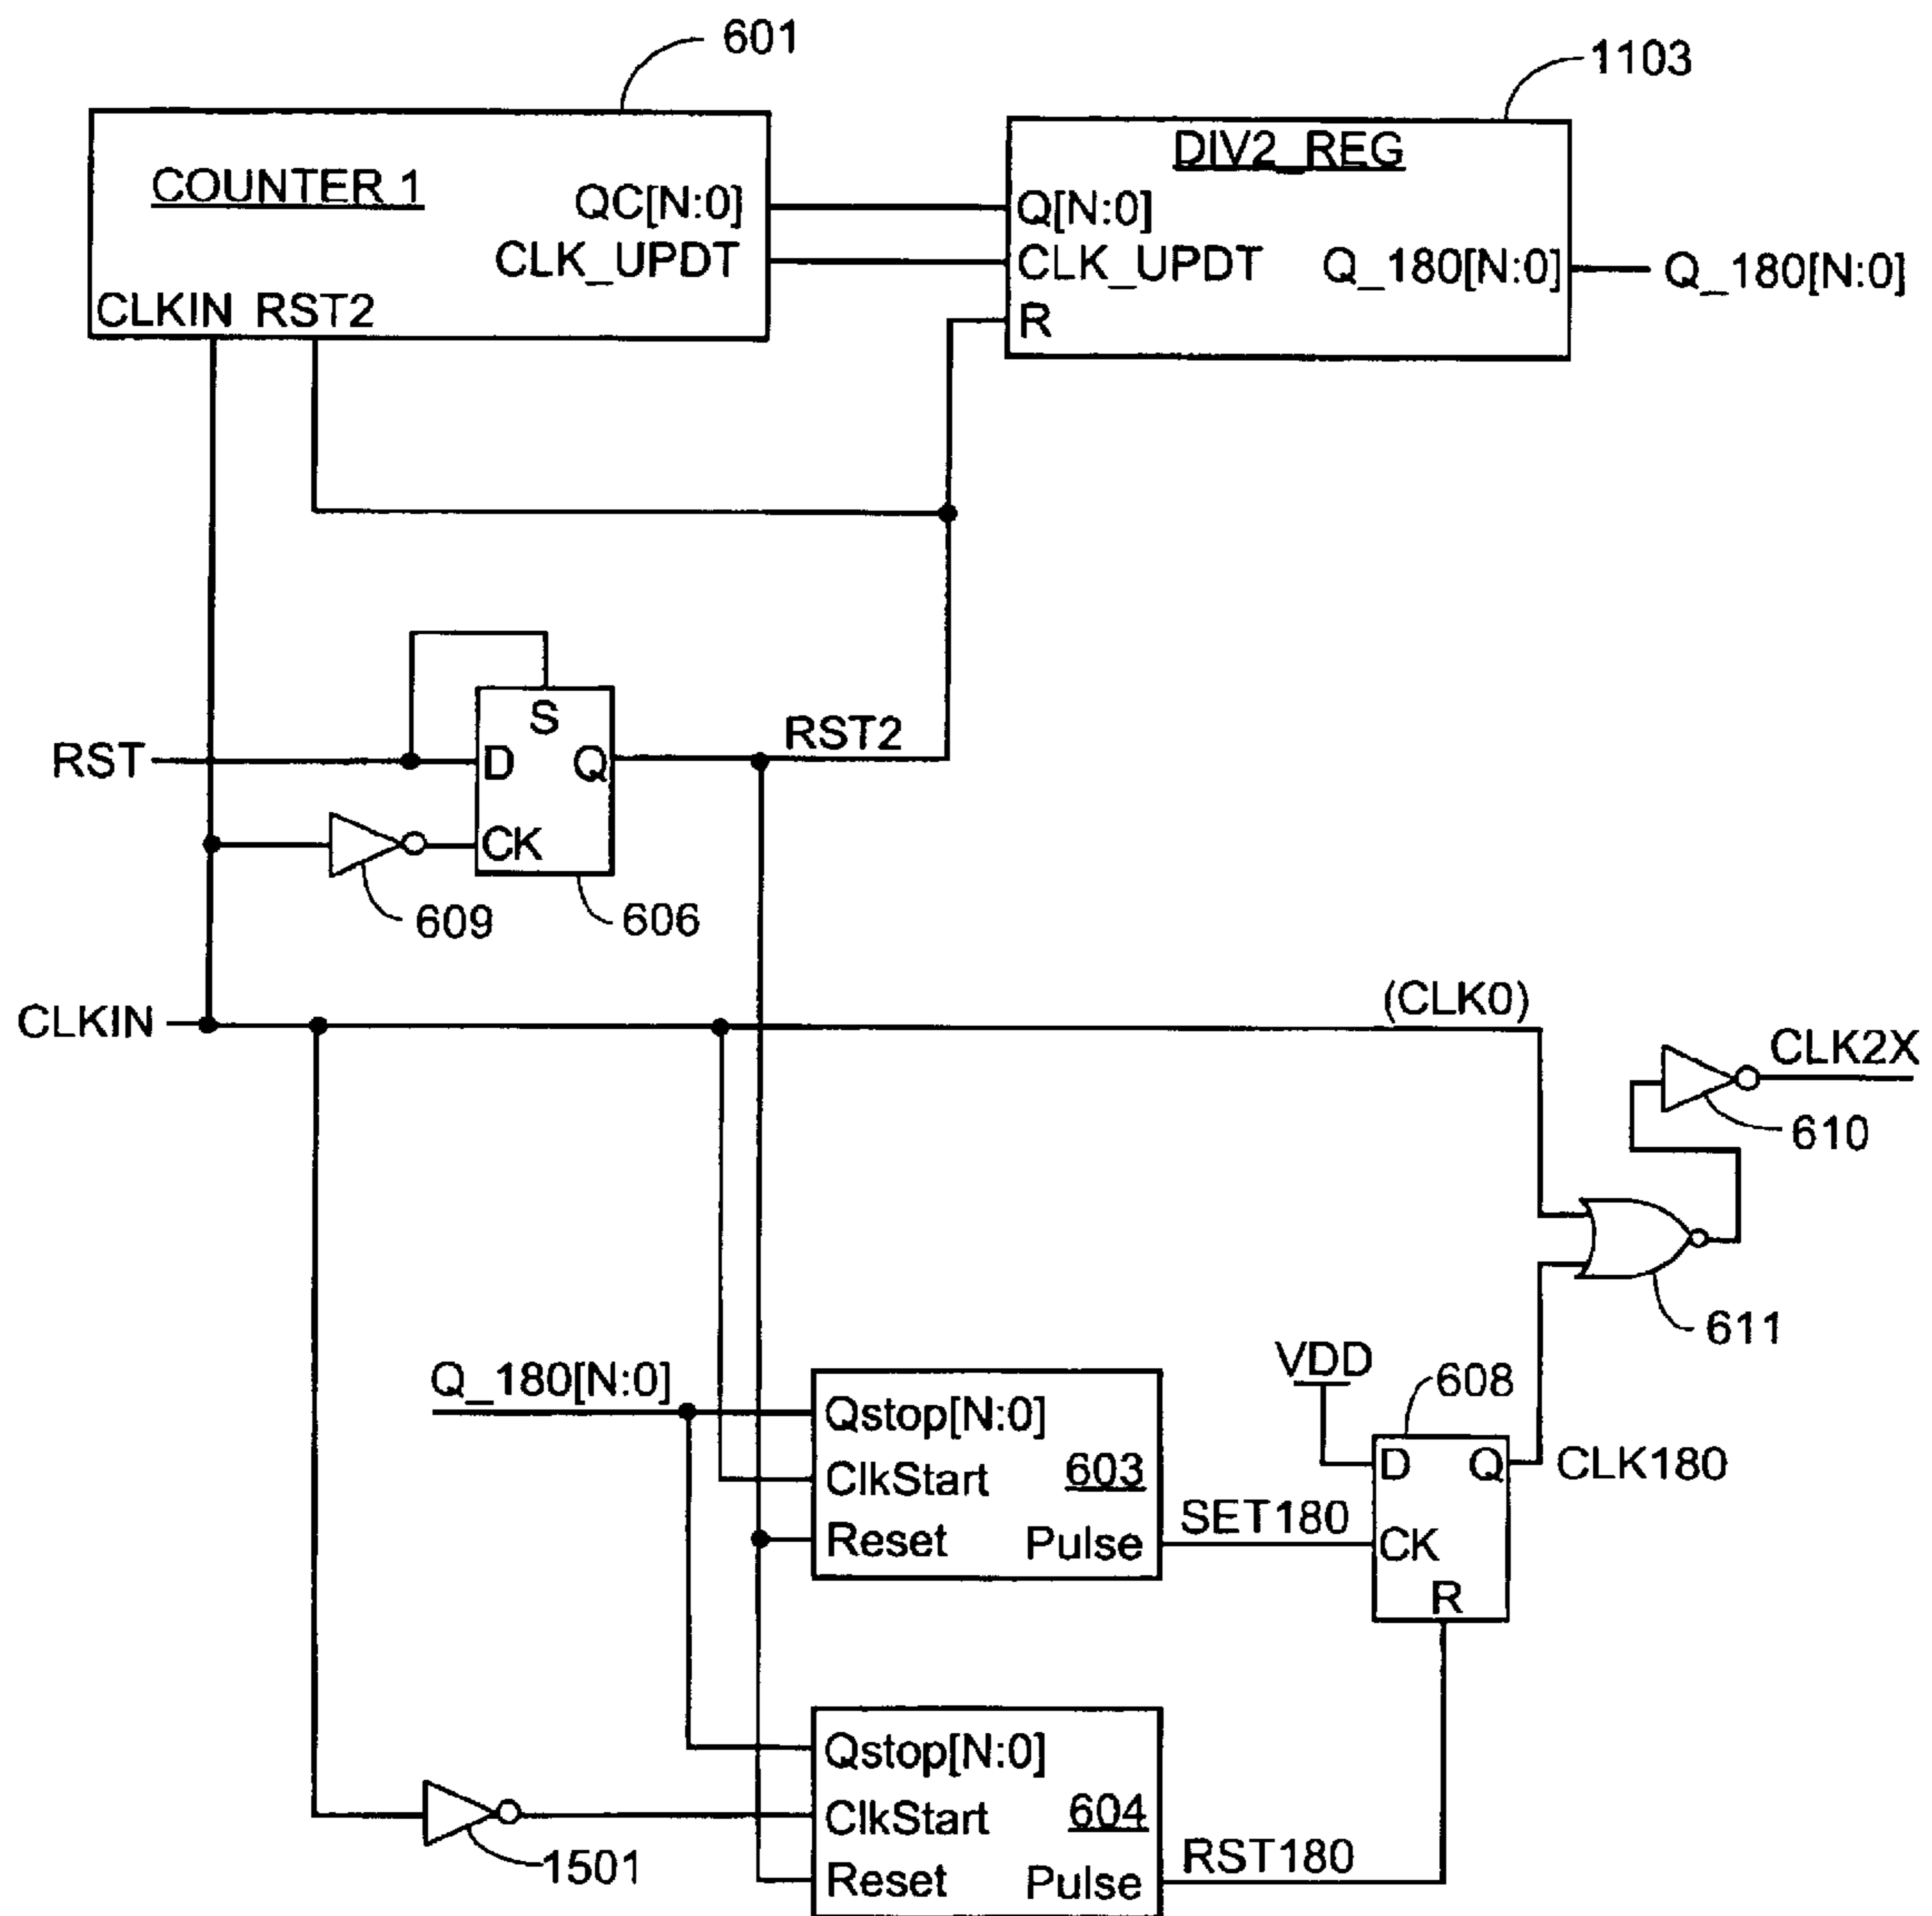 601
1103
COUNTER 1
QC[N:0]
CLK_UPDT
CLKIN RST2
DIV2_REG
Q[N:0]
CLK_UPDT
Q_180[N:0]
R
Q_180[N:0]
RST
S
D
Q
CK
RST2
609
606
CLKIN
(CLK0)
CLK2X
610
611
Q_180[N:0]
Qstop[N:0]
ClkStart
603
Reset
Pulse
SET180
VDD
608
D
Q
CK
R
CLK180
Qstop[N:0]
ClkStart
604
Reset
Pulse
RST180
1501